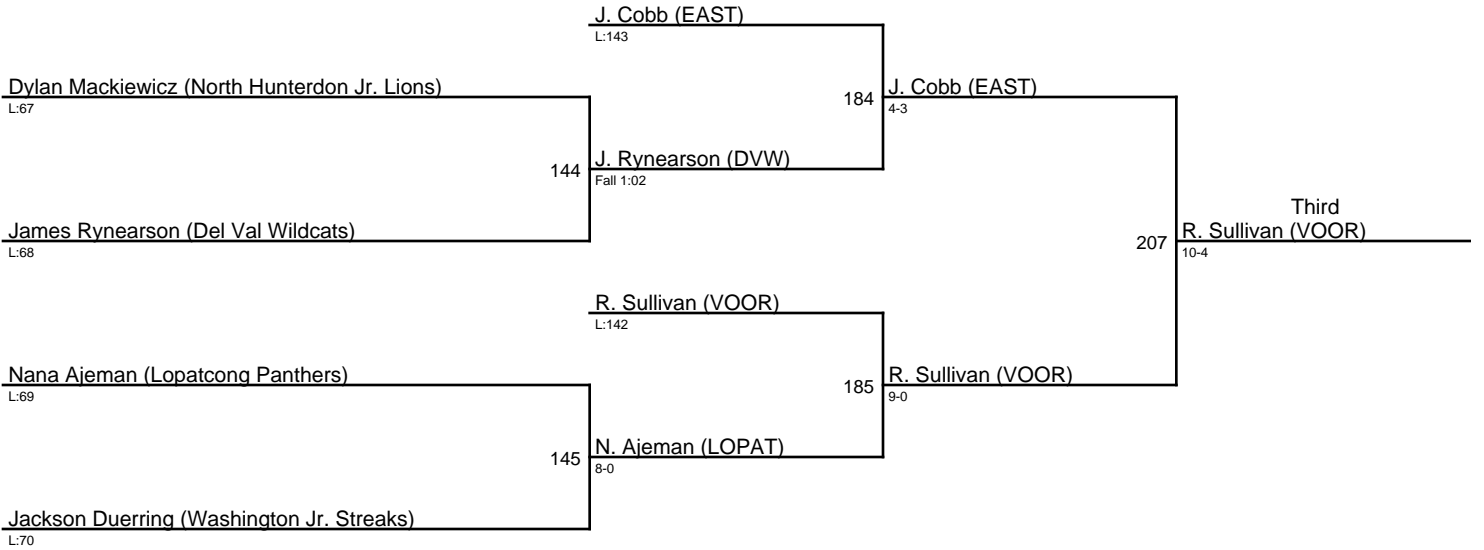 J. Cobb (EAST)
L:143
Dylan Mackiewicz (North Hunterdon Jr. Lions)
L:67
184
J. Cobb (EAST)
4-3
144
J. Rynearson (DVW)
Fall 1:02
James Rynearson (Del Val Wildcats)
L:68
207
Third
R. Sullivan (VOOR)
10-4
R. Sullivan (VOOR)
L:142
Nana Ajeman (Lopatcong Panthers)
L:69
185
R. Sullivan (VOOR)
9-0
145
N. Ajeman (LOPAT)
8-0
Jackson Duerring (Washington Jr. Streaks)
L:70